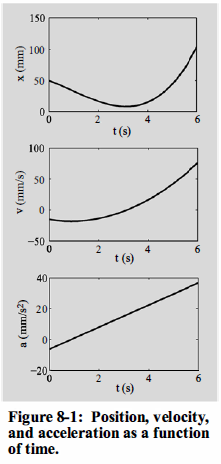 150
100
50
0
x (mm)
0 2 4 6
t (s)
100
50
0
−50
v (mm/s)
0 2 4 6
t (s)
40
20
0
−20
a (mm/s²)
0 2 4 6
t (s)
Figure 8-1: Position, velocity,
and acceleration as a function
of time.